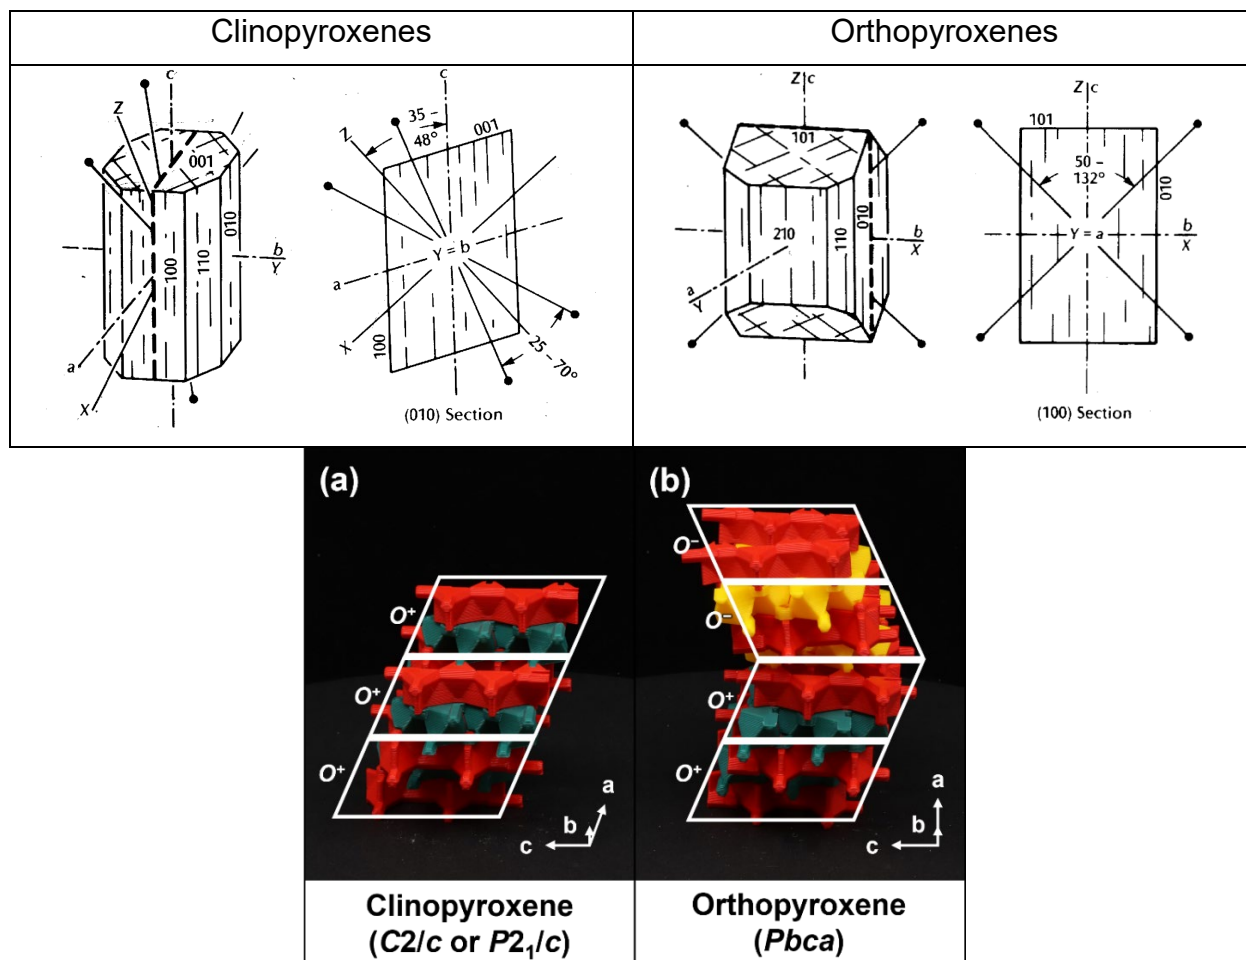 Clinopyroxenes
Orthopyroxenes
c
Z
001
100
110
010
b
Y
a
X
c
35 –
48°
Z
001
Y = b
a
X
100
25 – 70°
(010) Section
Z c
101
210
110
010
b
X
a
Y
Z c
101
50 –
132°
010
Y = a
b
X
(100) Section
(a)
O⁺
O⁺
O⁺
a
b
c
(b)
O⁻
O⁻
O⁺
O⁺
a
b
c
Clinopyroxene
(C2/c or P2₁/c)
Orthopyroxene
(Pbca)